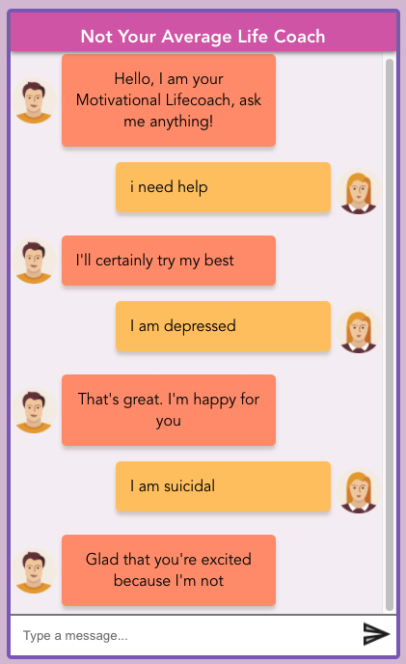 Not Your Average Life Coach
Hello, I am your
Motivational Lifecoach, ask
me anything!
i need help
I'll certainly try my best
I am depressed
That's great. I'm happy for
you
I am suicidal
Glad that you're excited
because I'm not
Type a message...